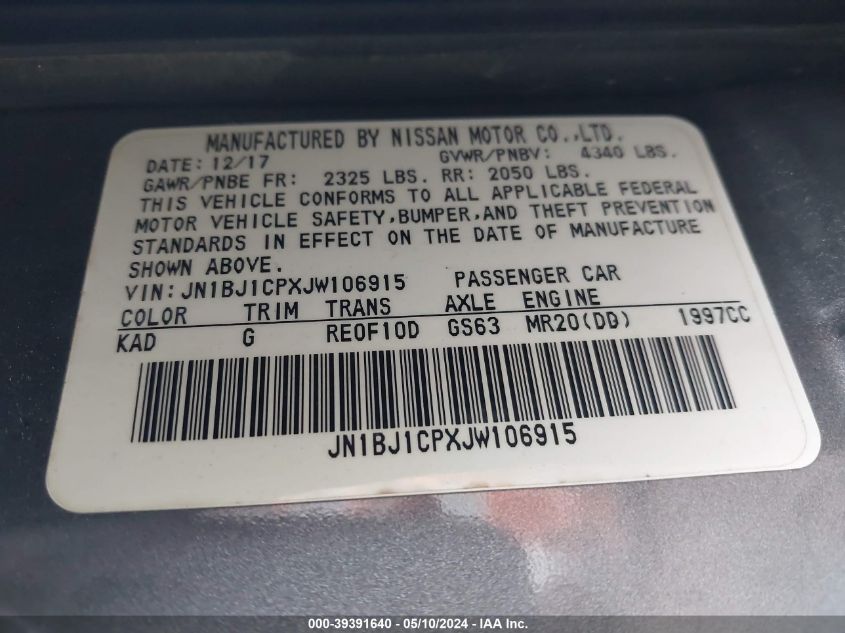 MANUFACTURED BY NISSAN MOTOR CO.,LTD.
DATE: 12/17 GVWR/PNBV: 4340 LBS.
GAWR/PNBE FR: 2325 LBS. RR: 2050 LBS.
THIS VEHICLE CONFORMS TO ALL APPLICABLE FEDERAL
MOTOR VEHICLE SAFETY,BUMPER,AND THEFT PREVENTION
STANDARDS IN EFFECT ON THE DATE OF MANUFACTURE
SHOWN ABOVE.
VIN:JN1BJ1CPXJW106915 PASSENGER CAR
COLOR TRIM TRANS AXLE ENGINE
KAD G RE0F10D GS63 MR20(DD) 1997CC
JN1BJ1CPXJW106915
000-39391640 - 05/10/2024 - IAA Inc.